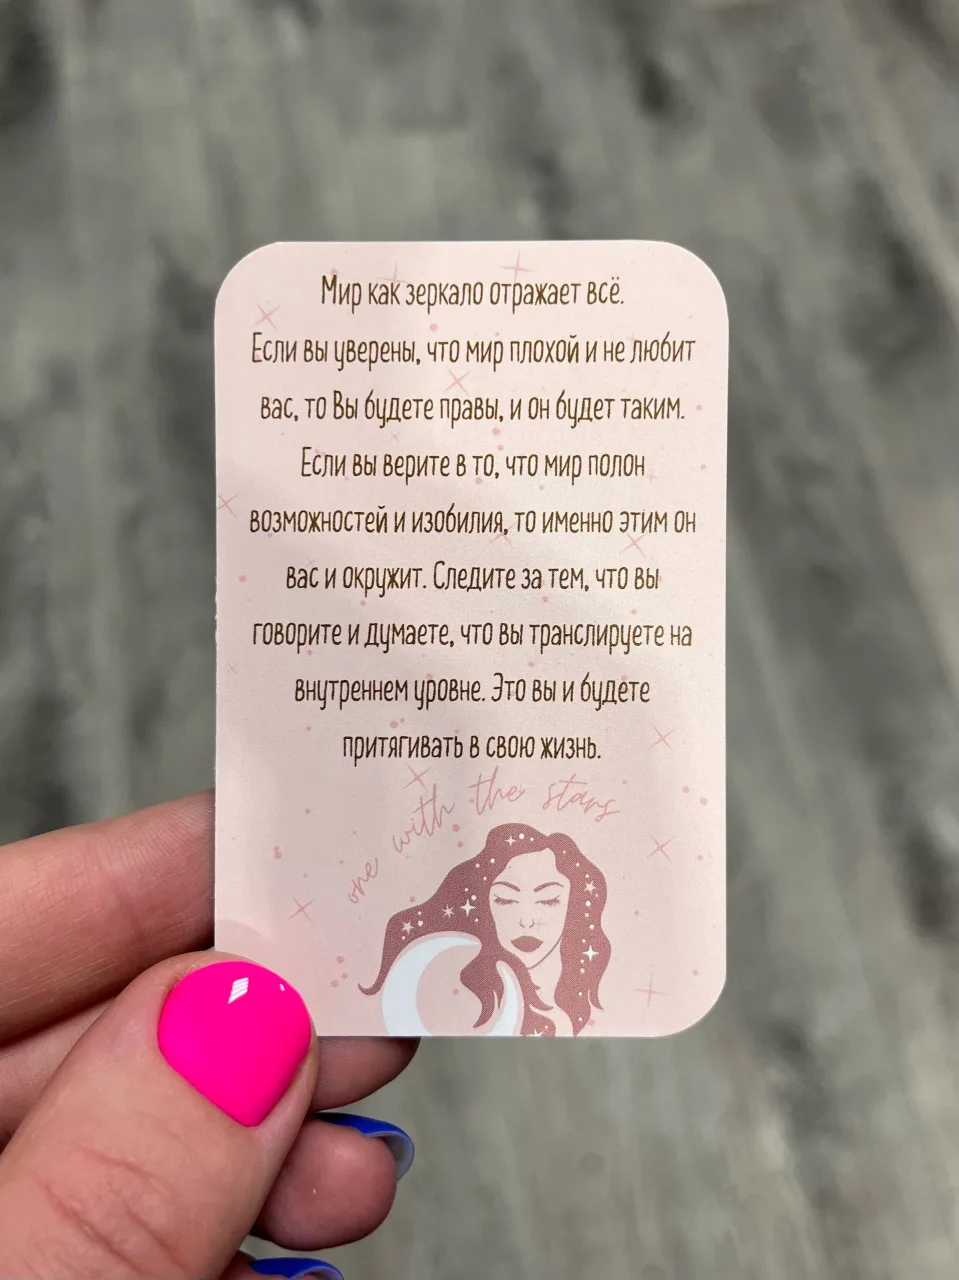 Мир как зеркало отражает всё.
Если вы уверены, что мир плохой и не любит
вас, то Вы будете правы, и он будет таким.
Если вы верите в то, что мир полон
возможностей и изобилия, то именно этим он
вас и окружит. Следите за тем, что вы
говорите и думаете, что вы транслируете на
внутреннем уровне. Это вы и будете
притягивать в свою жизнь.
one with the stars